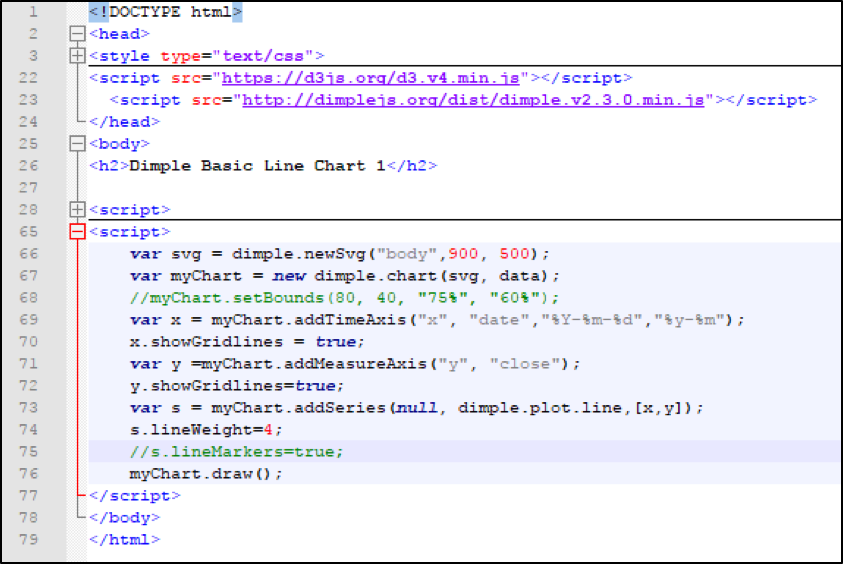 1 <!DOCTYPE html>
2 <head>
3 <style type="text/css">
22 <script src="https://d3js.org/d3.v4.min.js"></script>
23 <script src="http://dimplejs.org/dist/dimple.v2.3.0.min.js"></script>
24 </head>
25 <body>
26 <h2>Dimple Basic Line Chart 1</h2>
27
28 <script>
65 <script>
66 var svg = dimple.newSvg("body",900, 500);
67 var myChart = new dimple.chart(svg, data);
68 //myChart.setBounds(80, 40, "75%", "60%");
69 var x = myChart.addTimeAxis("x", "date","%Y-%m-%d","%y-%m");
70 x.showGridlines = true;
71 var y =myChart.addMeasureAxis("y", "close");
72 y.showGridlines=true;
73 var s = myChart.addSeries(null, dimple.plot.line,[x,y]);
74 s.lineWeight=4;
75 //s.lineMarkers=true;
76 myChart.draw();
77 </script>
78 </body>
79 </html>